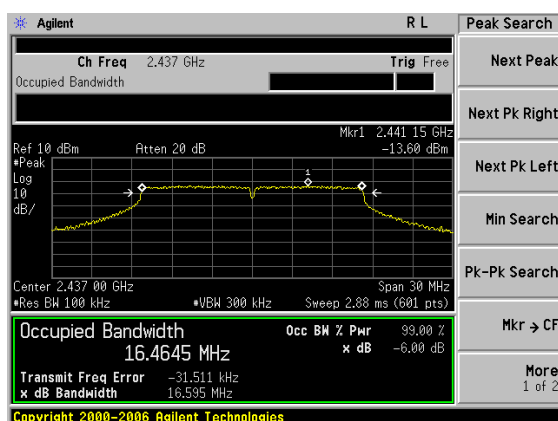 Agilent R L Peak Search
Ch Freq 2.437 GHz Trig Free
Occupied Bandwidth
Next Peak
Next Pk Right
Next Pk Left
Min Search
Pk-Pk Search
Mkr → CF
More
1 of 2
Mkr1 2.441 15 GHz
Ref 10 dBm Atten 20 dB -13.60 dBm
#Peak
Log
10
dB/
1
Center 2.437 00 GHz Span 30 MHz
#Res BW 100 kHz #VBW 300 kHz Sweep 2.88 ms (601 pts)
Occupied Bandwidth Occ BW % Pwr 99.00 %
16.4645 MHz x dB -6.00 dB
Transmit Freq Error -31.511 kHz
x dB Bandwidth 16.595 MHz
Copyright 2000-2006 Agilent Technologies